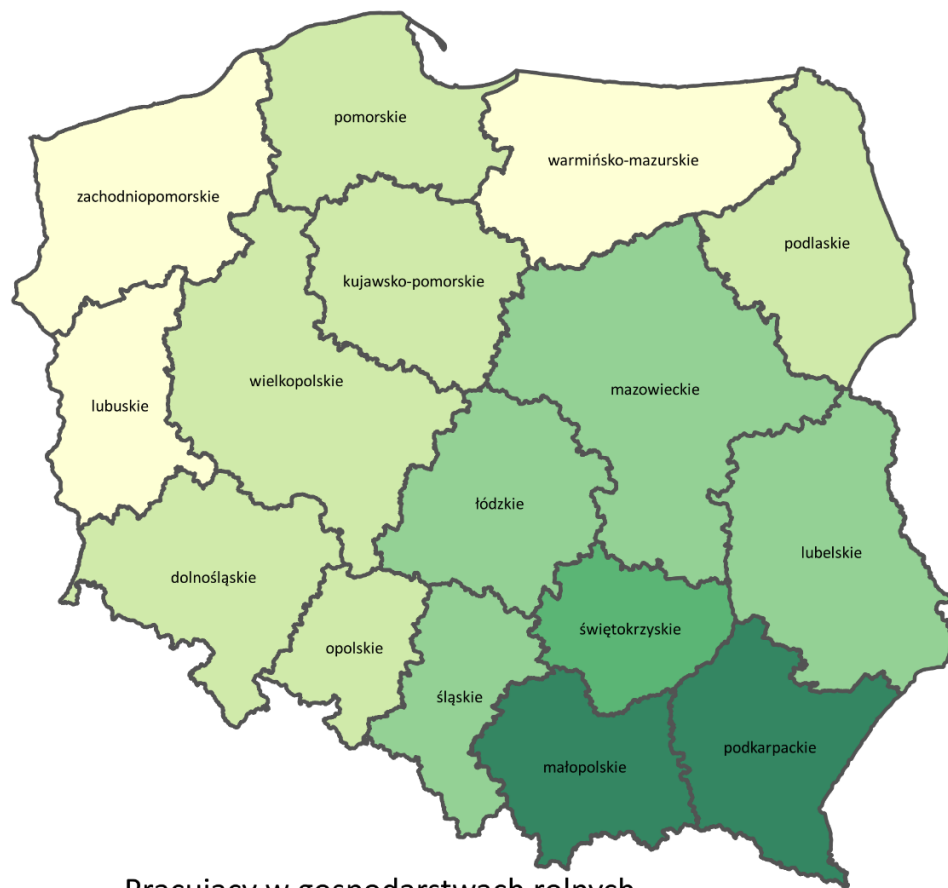 pomorskie
warmińsko-mazurskie
zachodniopomorskie
podlaskie
kujawsko-pomorskie
wielkopolskie
mazowieckie
lubuskie
łódzkie
lubelskie
dolnośląskie
świętokrzyskie
opolskie
śląskie
podkarpackie
małopolskie
Pracujący w gospodarstwach rolnych